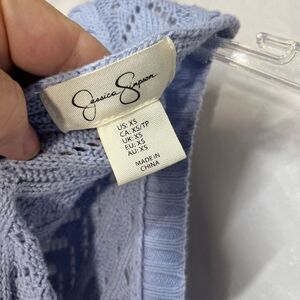 Jessica Simpson
US: XS
CA: XS/TP
UK: XS
EU: XS
AU: XS
MADE IN
CHINA